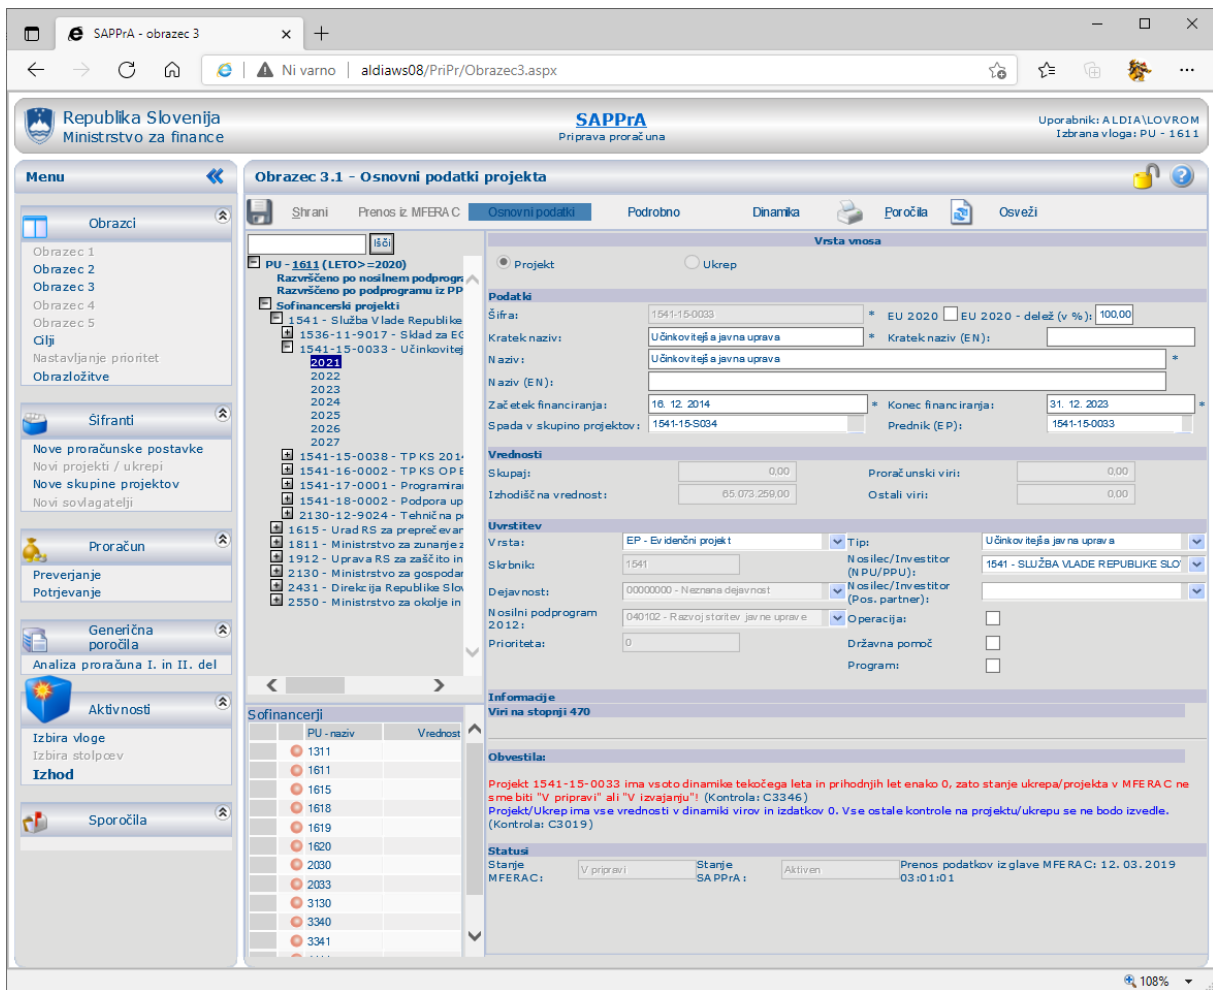 SAPPrA - obrazec 3
Ni varno | aldiaws08/PriPr/Obrazec3.aspx
Republika Slovenija
Ministrstvo za finance
SAPPrA
Priprava proračuna
Uporabnik: ALDIA\LOVROM
Izbrana vloga: PU - 1611
Menu
Obrazci
Obrazec 1
Obrazec 2
Obrazec 3
Obrazec 4
Obrazec 5
Cilji
Nastavljanje prioritet
Obrazložitve
Šifranti
Nove proračunske postavke
Novi projekti / ukrepi
Nove skupine projektov
Novi sovlagatelji
Proračun
Preverjanje
Potrjevanje
Generična
poročila
Analiza proračuna I. in II. del
Aktivnosti
Izbira vloge
Izbira stolpcev
Izhod
Sporočila
Obrazec 3.1 - Osnovni podatki projekta
Shrani Prenos iz MFERAC Osnovni podatki Podrobno Dinamika Poročila Osveži
Išči
PU - 1611 (LETO>=2020)
Razvrščeno po nosilnem podprogra
Razvrščeno po podprogramu iz PP
Sofinancerski projekti
1541 - Služba Vlade Republike
1536-11-9017 - Sklad za EG
1541-15-0033 - Učinkovitej
2021
2022
2023
2024
2025
2026
2027
1541-15-0038 - TP KS 2014
1541-16-0002 - TP KS OP E
1541-17-0001 - Programirar
1541-18-0002 - Podpora up
2130-12-9024 - Tehnična p
1615 - Urad RS za preprečevar
1811 - Ministrstvo za zunanje z
1912 - Uprava RS za zaščito in
2130 - Ministrstvo za gospodar
2431 - Direkcija Republike Slov
2550 - Ministrstvo za okolje in
Sofinancerji
PU - naziv Vrednost
1311
1611
1615
1618
1619
1620
2030
2033
3130
3340
3341
Vrsta vnosa
Projekt Ukrep
Podatki
Šifra: 1541-15-0033 * EU 2020 EU 2020 - delež (v %): 100,00
Kratek naziv: Učinkovitejša javna uprava * Kratek naziv (EN):
Naziv: Učinkovitejša javna uprava *
Naziv (EN):
Začetek financiranja: 16. 12. 2014 * Konec financiranja: 31. 12. 2023 *
Spada v skupino projektov: 1541-15-S034 Prednik (EP): 1541-15-0033
Vrednosti
Skupaj: 0,00 Proračunski viri: 0,00
Izhodiščna vrednost: 65.073.259,00 Ostali viri: 0,00
Uvrstitev
Vrsta: EP - Evidenčni projekt Tip: Učinkovitejša javna uprava
Skrbnik: 1541 Nosilec/Investitor (NPU/PPU): 1541 - SLUŽBA VLADE REPUBLIKE SLO
Dejavnost: 00000000 - Neznana dejavnost Nosilec/Investitor (Pos. partner):
Nosilni podprogram 2012: 040102 - Razvoj storitev javne uprave Operacija:
Prioriteta: 0 Državna pomoč
Program:
Informacije
Viri na stopnji 470
Obvestila:
Projekt 1541-15-0033 ima vsoto dinamike tekočega leta in prihodnjih let enako 0, zato stanje ukrepa/projekta v MFERAC ne
sme biti "V pripravi" ali "V izvajanju"! (Kontrola: C3346)
Projekt/Ukrep ima vse vrednosti v dinamiki virov in izdatkov 0. Vse ostale kontrole na projektu/ukrepu se ne bodo izvedle.
(Kontrola: C3019)
Statusi
Stanje MFERAC: V pripravi Stanje SAPPrA: Aktiven Prenos podatkov iz glave MFERAC: 12. 03. 2019
03:01:01
108%